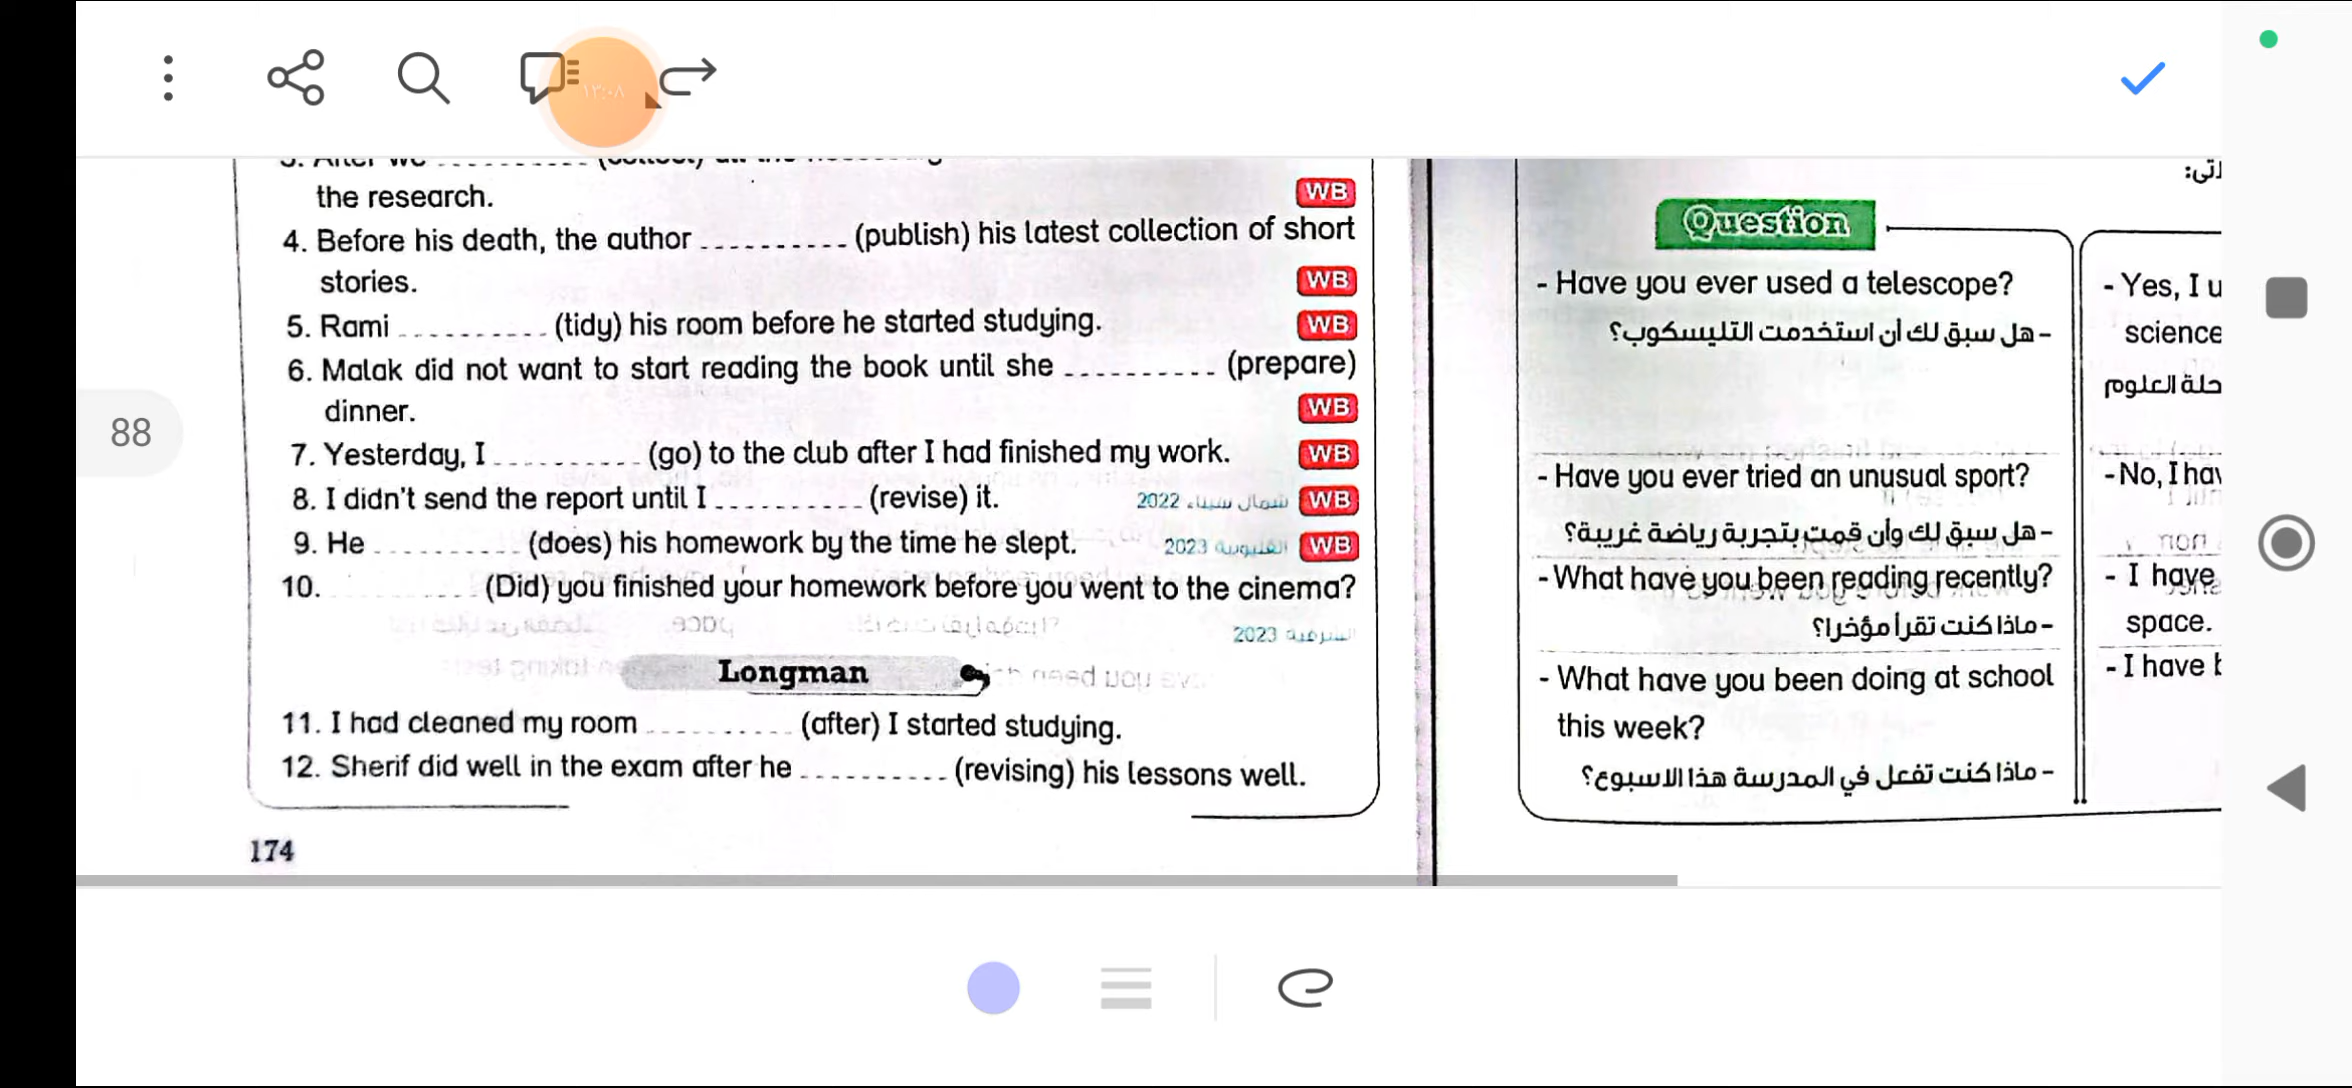 ١٣:٠٨
88
the research.
WB
4. Before his death, the author .......... (publish) his latest collection of short
stories.
WB
5. Rami .......... (tidy) his room before he started studying.
WB
6. Malak did not want to start reading the book until she .......... (prepare)
dinner.
WB
7. Yesterday, I .......... (go) to the club after I had finished my work.
WB
8. I didn't send the report until I .......... (revise) it.
شمال سيناء 2022
WB
9. He .......... (does) his homework by the time he slept.
القليوبية 2023
WB
10. .......... (Did) you finished your homework before you went to the cinema?
الشرقية 2023
Longman
11. I had cleaned my room .......... (after) I started studying.
12. Sherif did well in the exam after he .......... (revising) his lessons well.
174
Question
- Have you ever used a telescope?
- هل سبق لك أن استخدمت التليسكوب؟
- Have you ever tried an unusual sport?
- هل سبق لك وأن قمت بتجربة رياضة غريبة؟
- What have you been reading recently?
- ماذا كنت تقرأ مؤخرا؟
- What have you been doing at school
this week?
- ماذا كنت تفعل في المدرسة هذا الاسبوع؟
- Yes, I u
science
العلوم
- No, I hav
- I have
space.
- I have b